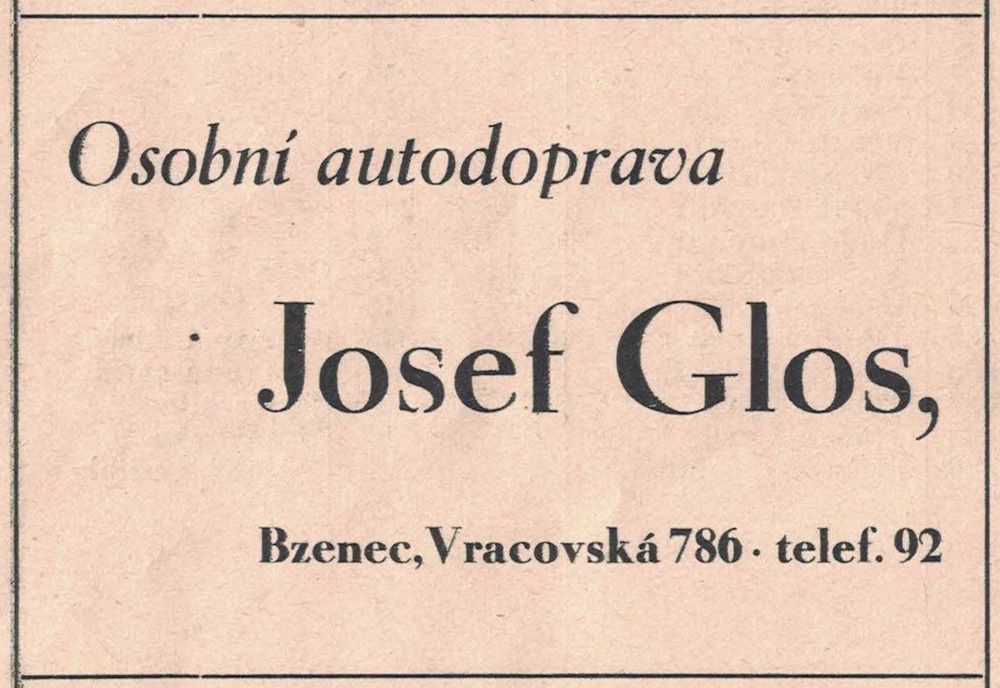 Osobní autodoprava
Josef Glos,
Bzenec, Vracovská 786 · telef. 92